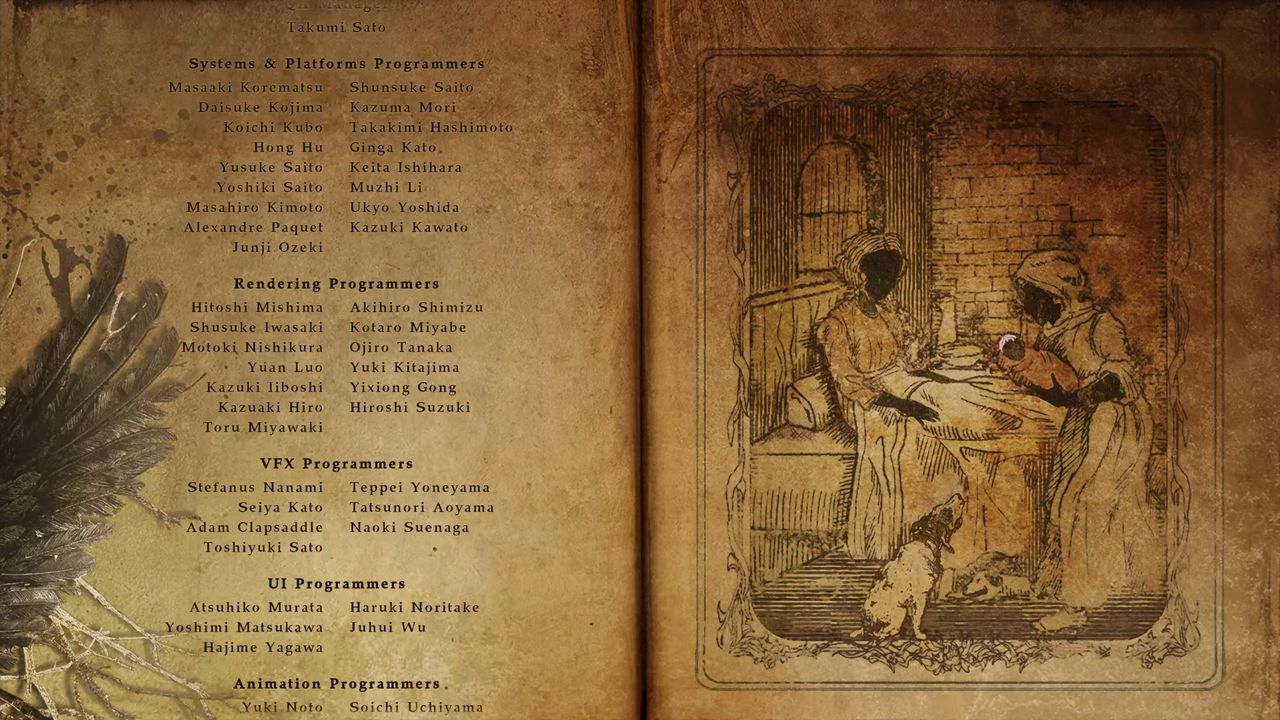 QA Manager
Takumi Sato
Systems & Platforms Programmers
Masaaki Korematsu Shunsuke Saito
Daisuke Kojima Kazuma Mori
Koichi Kubo Takakimi Hashimoto
Hong Hu Ginga Kato
Yusuke Saito Keita Ishihara
Yoshiki Saito Muzhi Li
Masahiro Kimoto Ukyo Yoshida
Alexandre Paquet Kazuki Kawato
Junji Ozeki
Rendering Programmers
Hitoshi Mishima Akihiro Shimizu
Shusuke Iwasaki Kotaro Miyabe
Motoki Nishikura Ojiro Tanaka
Yuan Luo Yuki Kitajima
Kazuki Iiboshi Yixiong Gong
Kazuaki Hiro Hiroshi Suzuki
Toru Miyawaki
VFX Programmers
Stefanus Nanami Teppei Yoneyama
Seiya Kato Tatsunori Aoyama
Adam Clapsaddle Naoki Suenaga
Toshiyuki Sato
UI Programmers
Atsuhiko Murata Haruki Noritake
Yoshimi Matsukawa Juhui Wu
Hajime Yagawa
Animation Programmers
Yuki Noto Soichi Uchiyama